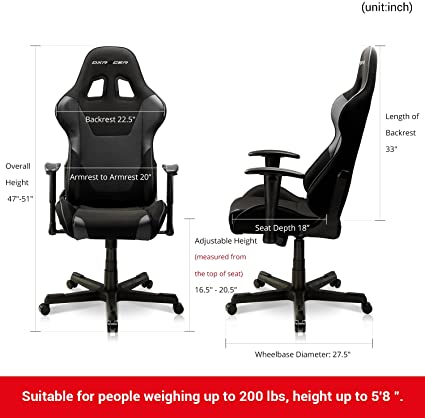 (unit:inch)
DXRACER
Backrest 22.5"
Length of
Backrest
33"
Overall
Height
47"-51"
Armrest to Armrest 20"
Seat Depth 18"
Adjustable Height
(measured from
the top of seat)
16.5" - 20.5"
Wheelbase Diameter: 27.5"
Suitable for people weighing up to 200 lbs, height up to 5'8 ".